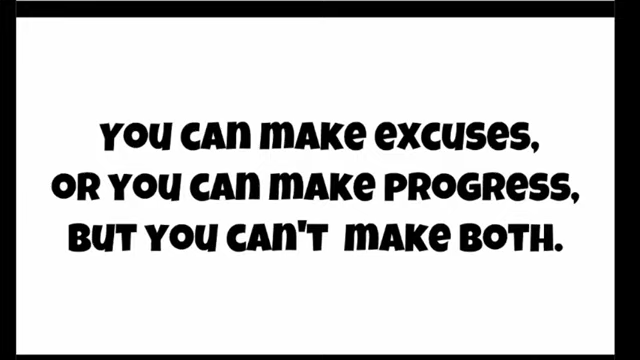 You can make excuses,
or you can make progress,
but you can't make both.